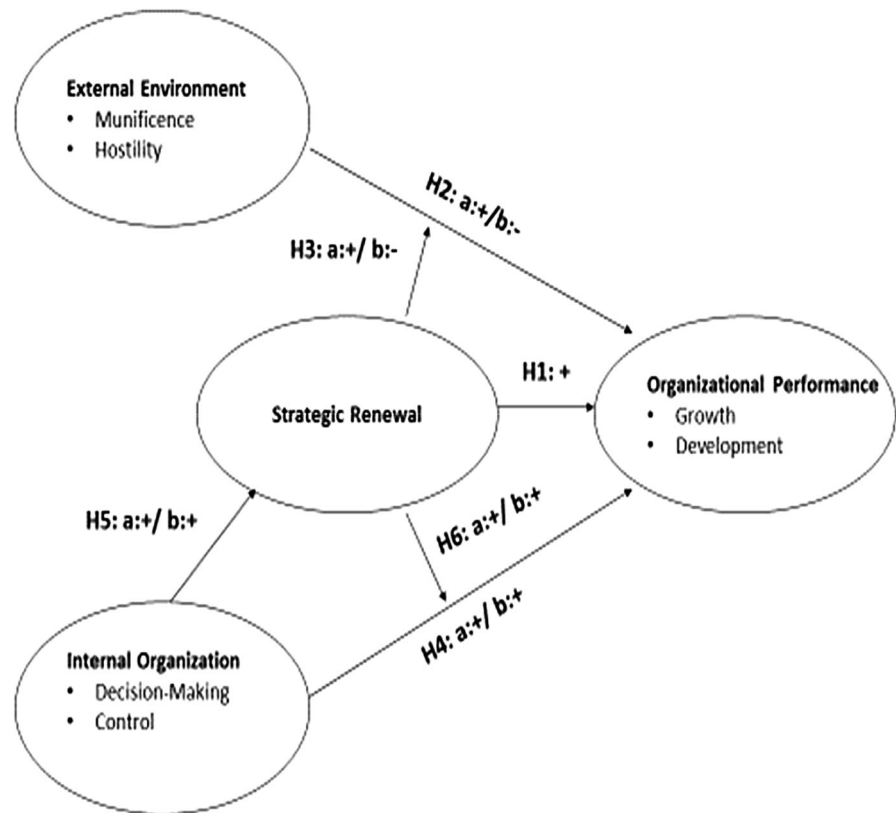 External Environment
• Munificence
• Hostility
H2: a:+/b:-
H3: a:+/ b:-
H1: +
Strategic Renewal
Organizational Performance
• Growth
• Development
H5: a:+/ b:+
H6: a:+/ b:+
H4: a:+/ b:+
Internal Organization
• Decision-Making
• Control